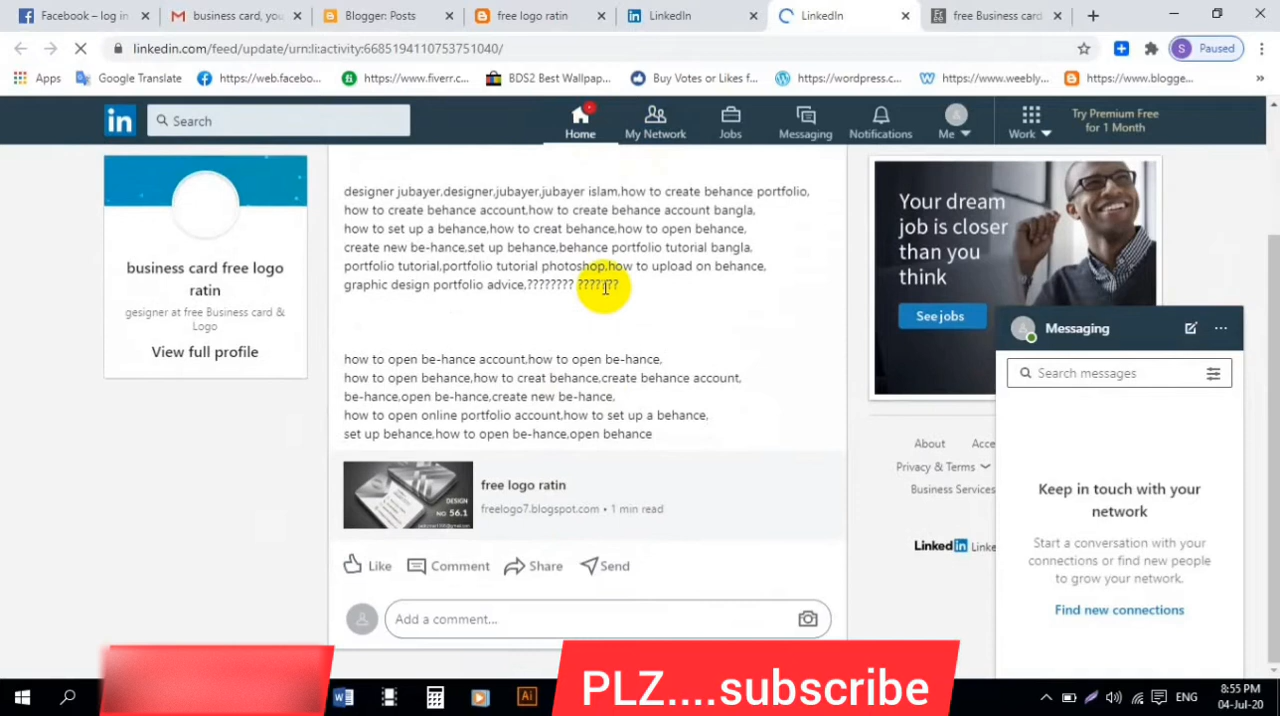 Facebook – log in
business card, you
Blogger: Posts
free logo ratin
LinkedIn
LinkedIn
free Business card
linkedin.com/feed/update/urn:li:activity:6685194110753751040/
Paused
Apps
Google Translate
https://web.facebo...
https://www.fiverr.c...
BDS2 Best Wallpap...
Buy Votes or Likes f...
https://wordpress.c...
https://www.weebly...
https://www.blogge...
Search
Home
My Network
Jobs
Messaging
Notifications
Me
Work
Try Premium Free
for 1 Month
business card free logo
ratin
gesigner at free Business card &
Logo
View full profile
designer jubayer,designer,jubayer,jubayer islam,how to create behance portfolio,
how to create behance account,how to create behance account bangla,
how to set up a behance,how to creat behance,how to open behance,
create new be-hance,set up behance,behance portfolio tutorial bangla.
portfolio tutorial,portfolio tutorial photoshop,how to upload on behance,
graphic design portfolio advice,???????? ???????
how to open be-hance account,how to open be-hance,
how to open behance,how to creat behance,create behance account,
be-hance,open be-hance,create new be-hance.
how to open online portfolio account,how to set up a behance,
set up behance,how to open be-hance,open behance
DESIGN
NO 56.1
free logo ratin
freelogo7.blogspot.com • 1 min read
Like
Comment
Share
Send
Add a comment...
Your dream
job is closer
than you
think
See jobs
About
Acce
Privacy & Terms
Business Services
LinkedIn
Linke
Messaging
Search messages
Keep in touch with your
network
Start a conversation with your
connections or find new people
to grow your network.
Find new connections
PLZ....subscribe
ENG
8:55 PM
04-Jul-20